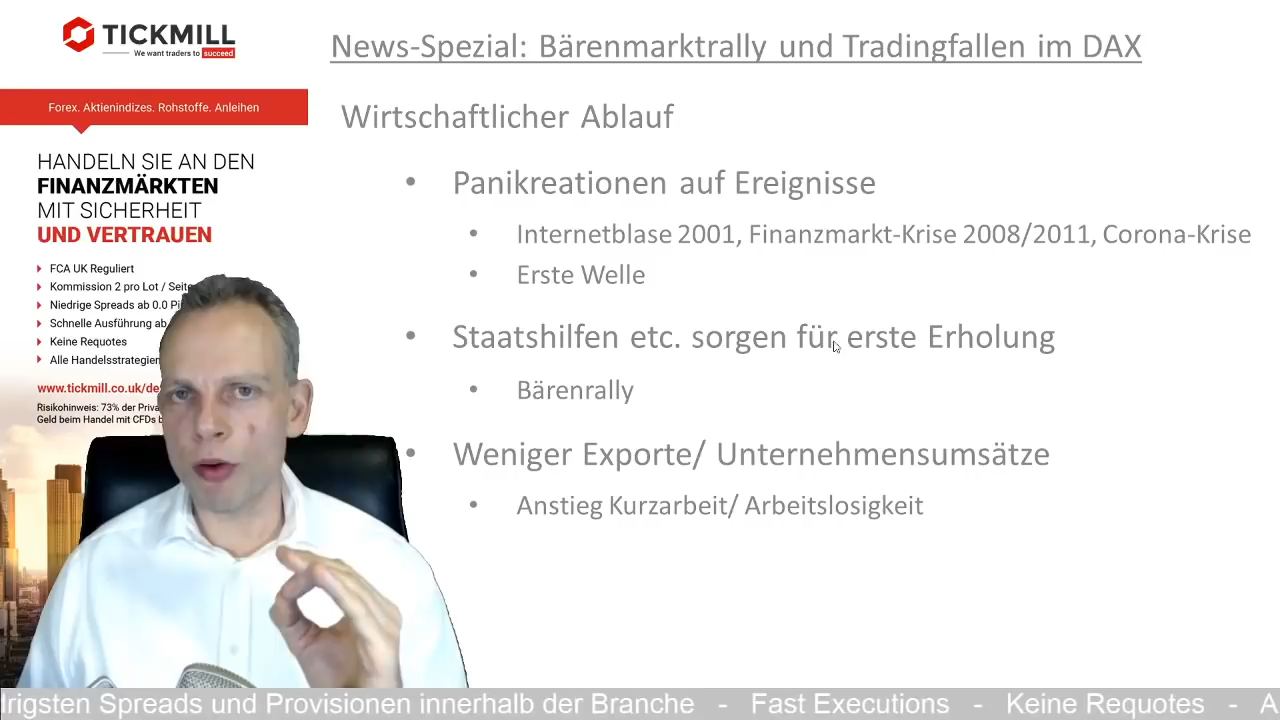 TICKMILL
We want traders to succeed
Forex. Aktienindizes. Rohstoffe. Anleihen
HANDELN SIE AN DEN
FINANZMÄRKTEN
MIT SICHERHEIT
UND VERTRAUEN
FCA UK Reguliert
Kommission 2 pro Lot / Seite
Niedrige Spreads ab 0.0
Schnelle Ausführung ab
Keine Requotes
Alle Handelsstrategien
www.tickmill.co.uk/de
Risikohinweis: 73% der
Geld beim Handel mit CFDs
News-Spezial: Bärenmarktrally und Tradingfallen im DAX
Wirtschaftlicher Ablauf
• Panikreationen auf Ereignisse
• Internetblase 2001, Finanzmarkt-Krise 2008/2011, Corona-Krise
• Erste Welle
• Staatshilfen etc. sorgen für erste Erholung
• Bärenrally
• Weniger Exporte/ Unternehmensumsätze
• Anstieg Kurzarbeit/ Arbeitslosigkeit
rigsten Spreads und Provisionen innerhalb der Branche - Fast Executions - Keine Requotes - A